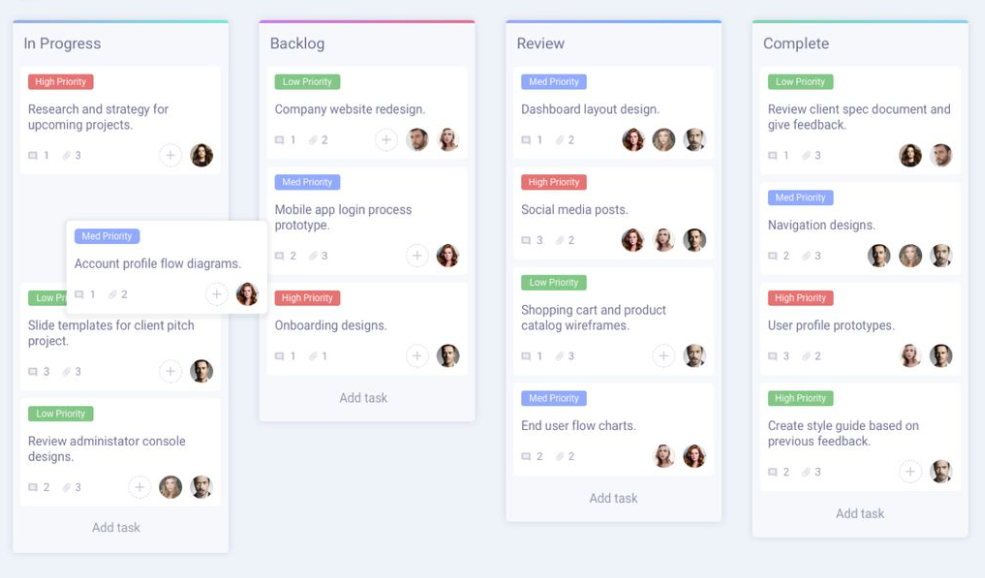 In Progress
High Priority
Research and strategy for
upcoming projects.
1 3
Med Priority
Account profile flow diagrams.
1 2
Low Pri
Slide templates for client pitch
project.
3 3
Low Priority
Review administator console
designs.
2 3
Add task
Backlog
Low Priority
Company website redesign.
1 2
Med Priority
Mobile app login process
prototype.
2 3
High Priority
Onboarding designs.
1 1
Add task
Review
Med Priority
Dashboard layout design.
1 2
High Priority
Social media posts.
3 2
Low Priority
Shopping cart and product
catalog wireframes.
1 3
Med Priority
End user flow charts.
2 2
Add task
Complete
Low Priority
Review client spec document and
give feedback.
1 3
Med Priority
Navigation designs.
2 3
High Priority
User profile prototypes.
3 2
High Priority
Create style guide based on
previous feedback.
2 3
Add task